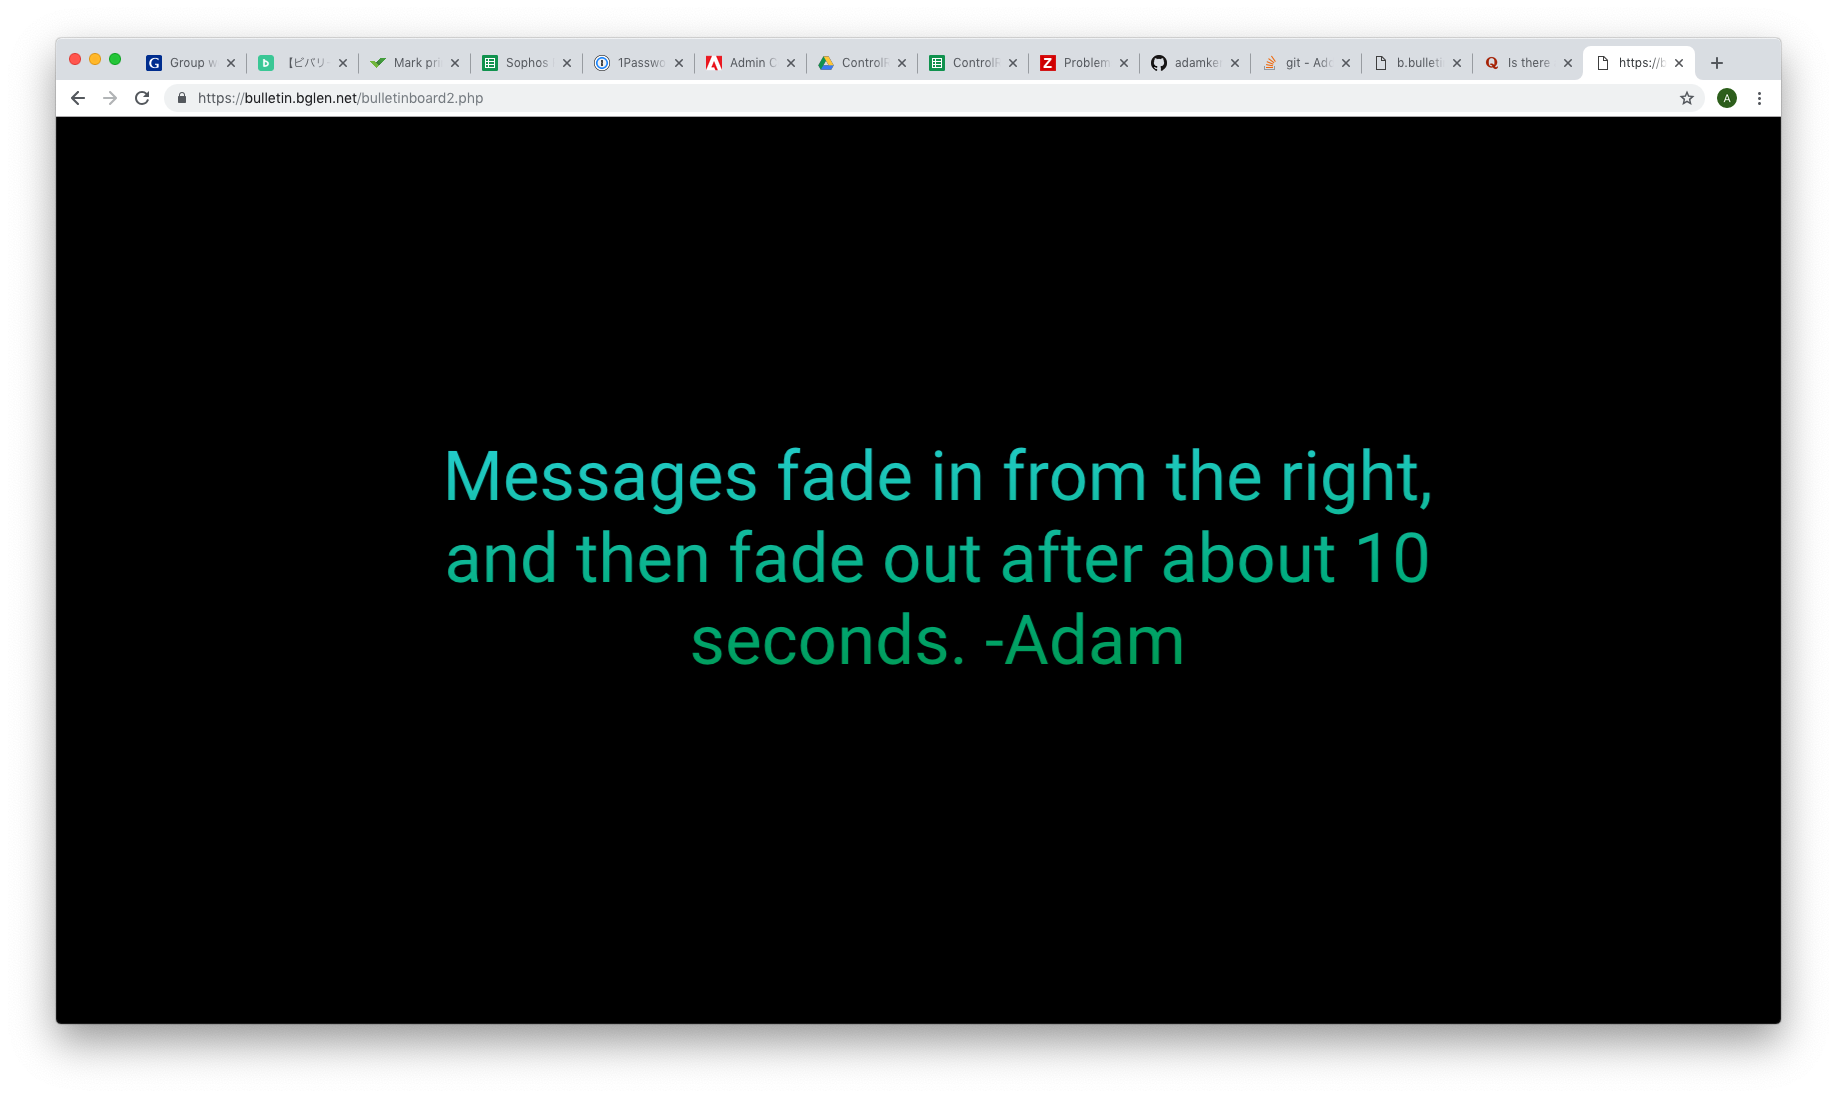 Group w
【ビバリ
Mark pri
Sophos
1Passwo
Admin C
ControlF
ControlF
Problem
adamke
git - Add
b.bulleti
Is there
https://b
https://bulletin.bglen.net/bulletinboard2.php
A
Messages fade in from the right,
and then fade out after about 10
seconds. -Adam